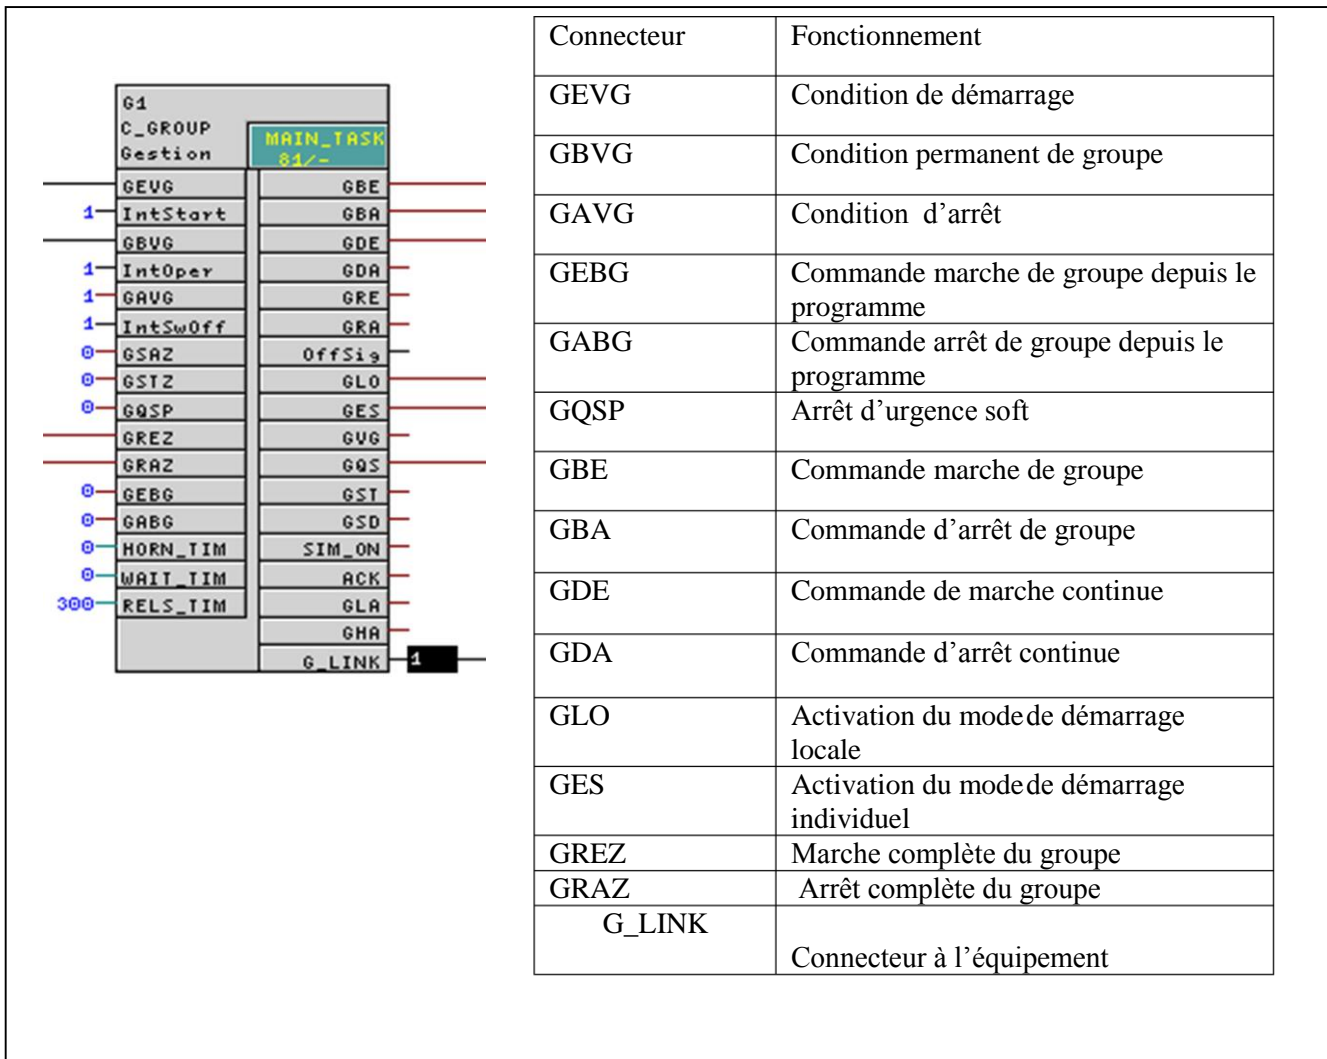 G1
C_GROUP
Gestion
MAIN_TASK
81/-
GEVG GBE
1 IntStart GBA
GBVG GDE
1 IntOper GDA
1 GAVG GRE
1 IntSwOff GRA
0 GSAZ OffSig
0 GSTZ GLO
0 GQSP GES
GREZ GVG
GRAZ GQS
0 GEBG GST
0 GABG GSD
0 HORN_TIM SIM_ON
0 WAIT_TIM ACK
300 RELS_TIM GLA
GHA
G_LINK 1
Connecteur Fonctionnement
GEVG Condition de démarrage
GBVG Condition permanent de groupe
GAVG Condition d’arrêt
GEBG Commande marche de groupe depuis le
programme
GABG Commande arrêt de groupe depuis le
programme
GQSP Arrêt d’urgence soft
GBE Commande marche de groupe
GBA Commande d’arrêt de groupe
GDE Commande de marche continue
GDA Commande d’arrêt continue
GLO Activation du modede démarrage
locale
GES Activation du modede démarrage
individuel
GREZ Marche complète du groupe
GRAZ Arrêt complète du groupe
G_LINK
Connecteur à l’équipement